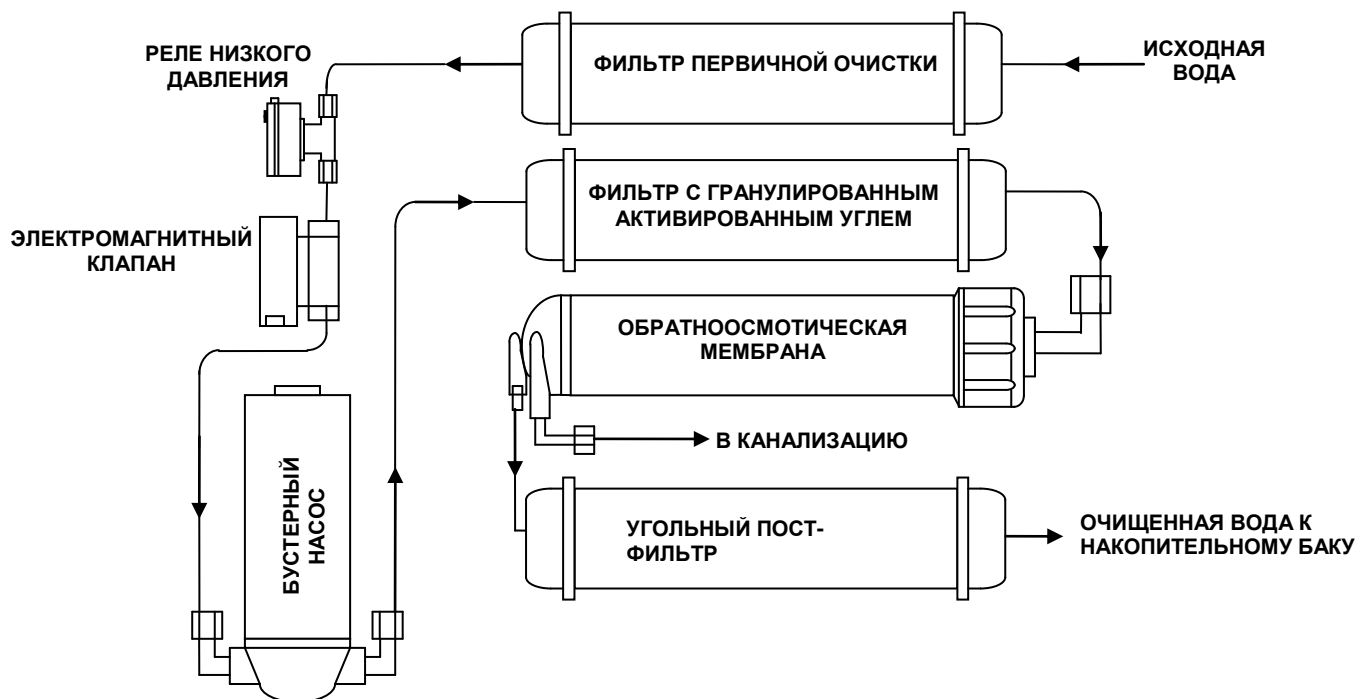 РЕЛЕ НИЗКОГО
ДАВЛЕНИЯ
ФИЛЬТР ПЕРВИЧНОЙ ОЧИСТКИ
ИСХОДНАЯ
ВОДА
ФИЛЬТР С ГРАНУЛИРОВАННЫМ
АКТИВИРОВАННЫМ УГЛЕМ
ЭЛЕКТРОМАГНИТНЫЙ
КЛАПАН
ОБРАТНООСМОТИЧЕСКАЯ
МЕМБРАНА
В КАНАЛИЗАЦИЮ
БУСТЕРНЫЙ
НАСОС
УГОЛЬНЫЙ ПОСТ-
ФИЛЬТР
ОЧИЩЕННАЯ ВОДА К
НАКОПИТЕЛЬНОМУ БАКУ